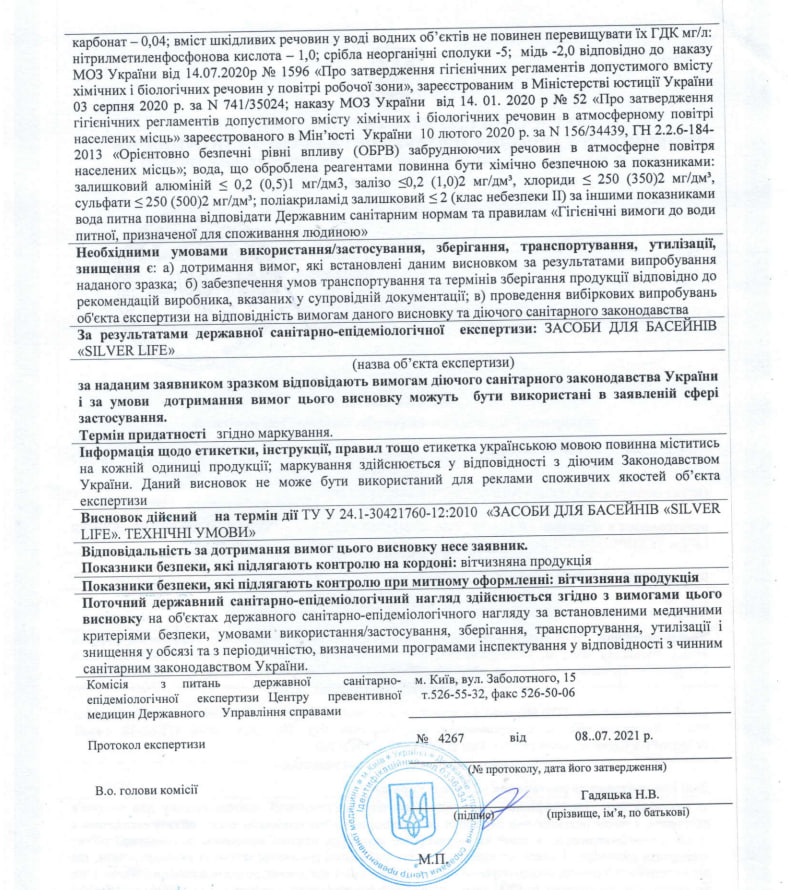 карбонат – 0,04; вміст шкідливих речовин у воді водних об’єктів не повинен перевищувати їх ГДК мг/л:
нітрилметиленфосфонова кислота – 1,0; срібла неорганічні сполуки -5;  мідь -2,0 відповідно до  наказу
МОЗ України від 14.07.2020р № 1596 «Про затвердження гігієнічних регламентів допустимого вмісту
хімічних і біологічних речовин у повітрі робочої зони», зареєстрованим  в Міністерстві юстиції України
03 серпня 2020 р. за N 741/35024; наказу МОЗ України  від 14. 01. 2020 р № 52 «Про затвердження
гігієнічних регламентів допустимого вмісту хімічних і біологічних речовин в атмосферному повітрі
населених місць» зареєстрованого в Мін’юсті  України  10 лютого 2020 р. за N 156/34439, ГН 2.2.6-184-
2013 «Орієнтовно безпечні рівні впливу (ОБРВ) забруднюючих речовин в атмосферне повітря
населених місць»; вода, що оброблена реагентами повинна бути хімічно безпечною за показниками:
залишковий алюміній ≤ 0,2 (0,5)1 мг/дм3, залізо ≤0,2 (1,0)2 мг/дм³, хлориди ≤ 250 (350)2 мг/дм³,
сульфати ≤ 250 (500)2 мг/дм³; поліакриламід залишковий ≤ 2 (клас небезпеки II) за іншими показниками
вода питна повинна відповідати Державним санітарним нормам та правилам «Гігієнічні вимоги до води
питної, призначеної для споживання людиною»
Необхідними умовами використання/застосування, зберігання, транспортування, утилізації,
знищення є: а) дотримання вимог, які встановлені даним висновком за результатами випробування
наданого зразка;  б) забезпечення умов транспортування та термінів зберігання продукції відповідно до
рекомендацій виробника, вказаних у супровідній документації; в) проведення вибіркових випробувань
об'єкта експертизи на відповідність вимогам даного висновку та діючого санітарного законодавства
За результатами державної санітарно-епідеміологічної  експертизи: ЗАСОБИ ДЛЯ БАСЕЙНІВ
«SILVER LIFE»
(назва об’єкта експертизи)
за наданим заявником зразком відповідають вимогам діючого санітарного законодавства України
і за умови  дотримання вимог цього висновку можуть  бути використані в заявленій сфері
застосування.
Термін придатності  згідно маркування.
Інформація щодо етикетки, інструкції, правил тощо етикетка українською мовою повинна міститись
на кожній одиниці продукції; маркування здійснюється у відповідності з діючим Законодавством
України. Даний висновок не може бути використаний для реклами споживчих якостей об’єкта
експертизи
Висновок дійсний   на термін дії ТУ У 24.1-30421760-12:2010  «ЗАСОБИ ДЛЯ БАСЕЙНІВ «SILVER
LIFE». ТЕХНІЧНІ УМОВИ»
Відповідальність за дотримання вимог цього висновку несе заявник.
Показники безпеки, які підлягають контролю на кордоні: вітчизняна продукція
Показники безпеки, які підлягають контролю при митному оформленні: вітчизняна продукція
Поточний державний санітарно-епідеміологічний нагляд здійснюється згідно з вимогами цього
висновку на об'єктах державного санітарно-епідеміологічного нагляду за встановленими медичними
критеріями безпеки, умовами використання/застосування, зберігання, транспортування, утилізації і
знищення у обсязі та з періодичністю, визначеними програмами інспектування у відповідності з чинним
санітарним законодавством України.
Комісія з питань державної санітарно-
епідеміологічної експертизи Центру превентивної
медицин Державного   Управління справами
м. Київ, вул. Заболотного, 15
т.526-55-32, факс 526-50-06
Протокол експертизи
№  4267  від  08..07. 2021 р.
(№ протоколу, дата його затвердження)
В.о. голови комісії
Гадяцька Н.В.
(підпис)
(прізвище, ім’я, по батькові)
М.П.